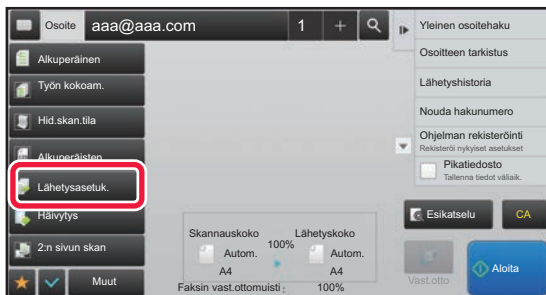 Osoite aaa@aaa.com 1 +
Alkuperäinen
Työn kokoam.
Hid.skan.tila
Alkuperäisten
Lähetysasetuk.
Häivytys
2:n sivun skan
Muut
Skannauskoko
100%
Lähetyskoko
Autom.
A4
Autom.
A4
Faksin vast.ottomuisti : 100%
Yleinen osoitehaku
Osoitteen tarkistus
Lähetyshistoria
Nouda hakunumero
Ohjelman rekisteröinti
Rekisteröi nykyiset asetukset
Pikatiedosto
Tallenna tiedot väliaik.
Esikatselu
CA
Vast.otto
Aloita